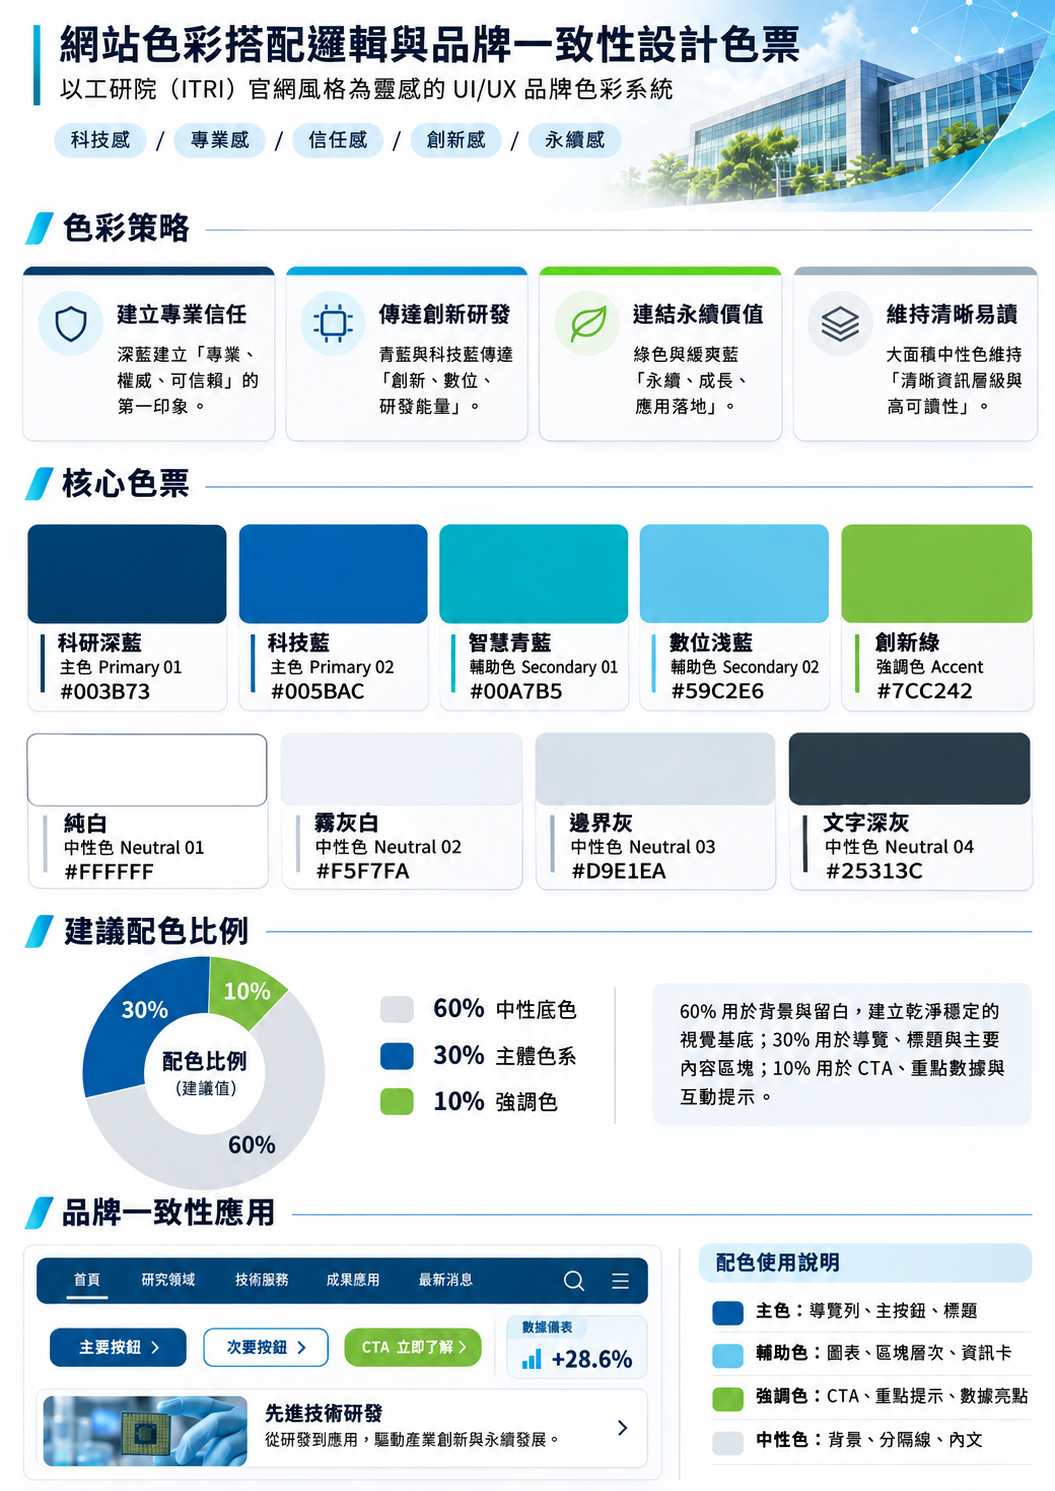 網站色彩搭配邏輯與品牌一致性設計色票
以工研院（ITRI）官網風格為靈感的 UI/UX 品牌色彩系統
科技感 / 專業感 / 信任感 / 創新感 / 永續感
色彩策略
建立專業信任
深藍建立「專業、
權威、可信賴」的
第一印象。
傳達創新研發
青藍與科技藍傳達
「創新、數位、
研發能量」。
連結永續價值
綠色與緩爽藍
「永續、成長、
應用落地」。
維持清晰易讀
大面積中性色維持
「清晰資訊層級與
高可讀性」。
核心色票
科研深藍
主色 Primary 01
#003B73
科技藍
主色 Primary 02
#005BAC
智慧青藍
輔助色 Secondary 01
#00A7B5
數位淺藍
輔助色 Secondary 02
#59C2E6
創新綠
強調色 Accent
#7CC242
純白
中性色 Neutral 01
#FFFFFF
霧灰白
中性色 Neutral 02
#F5F7FA
邊界灰
中性色 Neutral 03
#D9E1EA
文字深灰
中性色 Neutral 04
#25313C
建議配色比例
30%
10%
配色比例
（建議值）
60%
60% 中性底色
30% 主體色系
10% 強調色
60% 用於背景與留白，建立乾淨穩定的
視覺基底；30% 用於導覽、標題與主要
內容區塊；10% 用於 CTA、重點數據與
互動提示。
品牌一致性應用
首頁 研究領域 技術服務 成果應用 最新消息
主要按鈕
次要按鈕
CTA 立即了解
數據儀表
+28.6%
先進技術研發
從研發到應用，驅動產業創新與永續發展。
配色使用說明
主色：導覽列、主按鈕、標題
輔助色：圖表、區塊層次、資訊卡
強調色：CTA、重點提示、數據亮點
中性色：背景、分隔線、內文